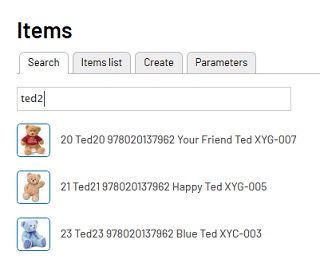 Items
Search
Items list
Create
Parameters
ted2
20 Ted20 978020137962 Your Friend Ted XYG-007
21 Ted21 978020137962 Happy Ted XYG-005
23 Ted23 978020137962 Blue Ted XYC-003